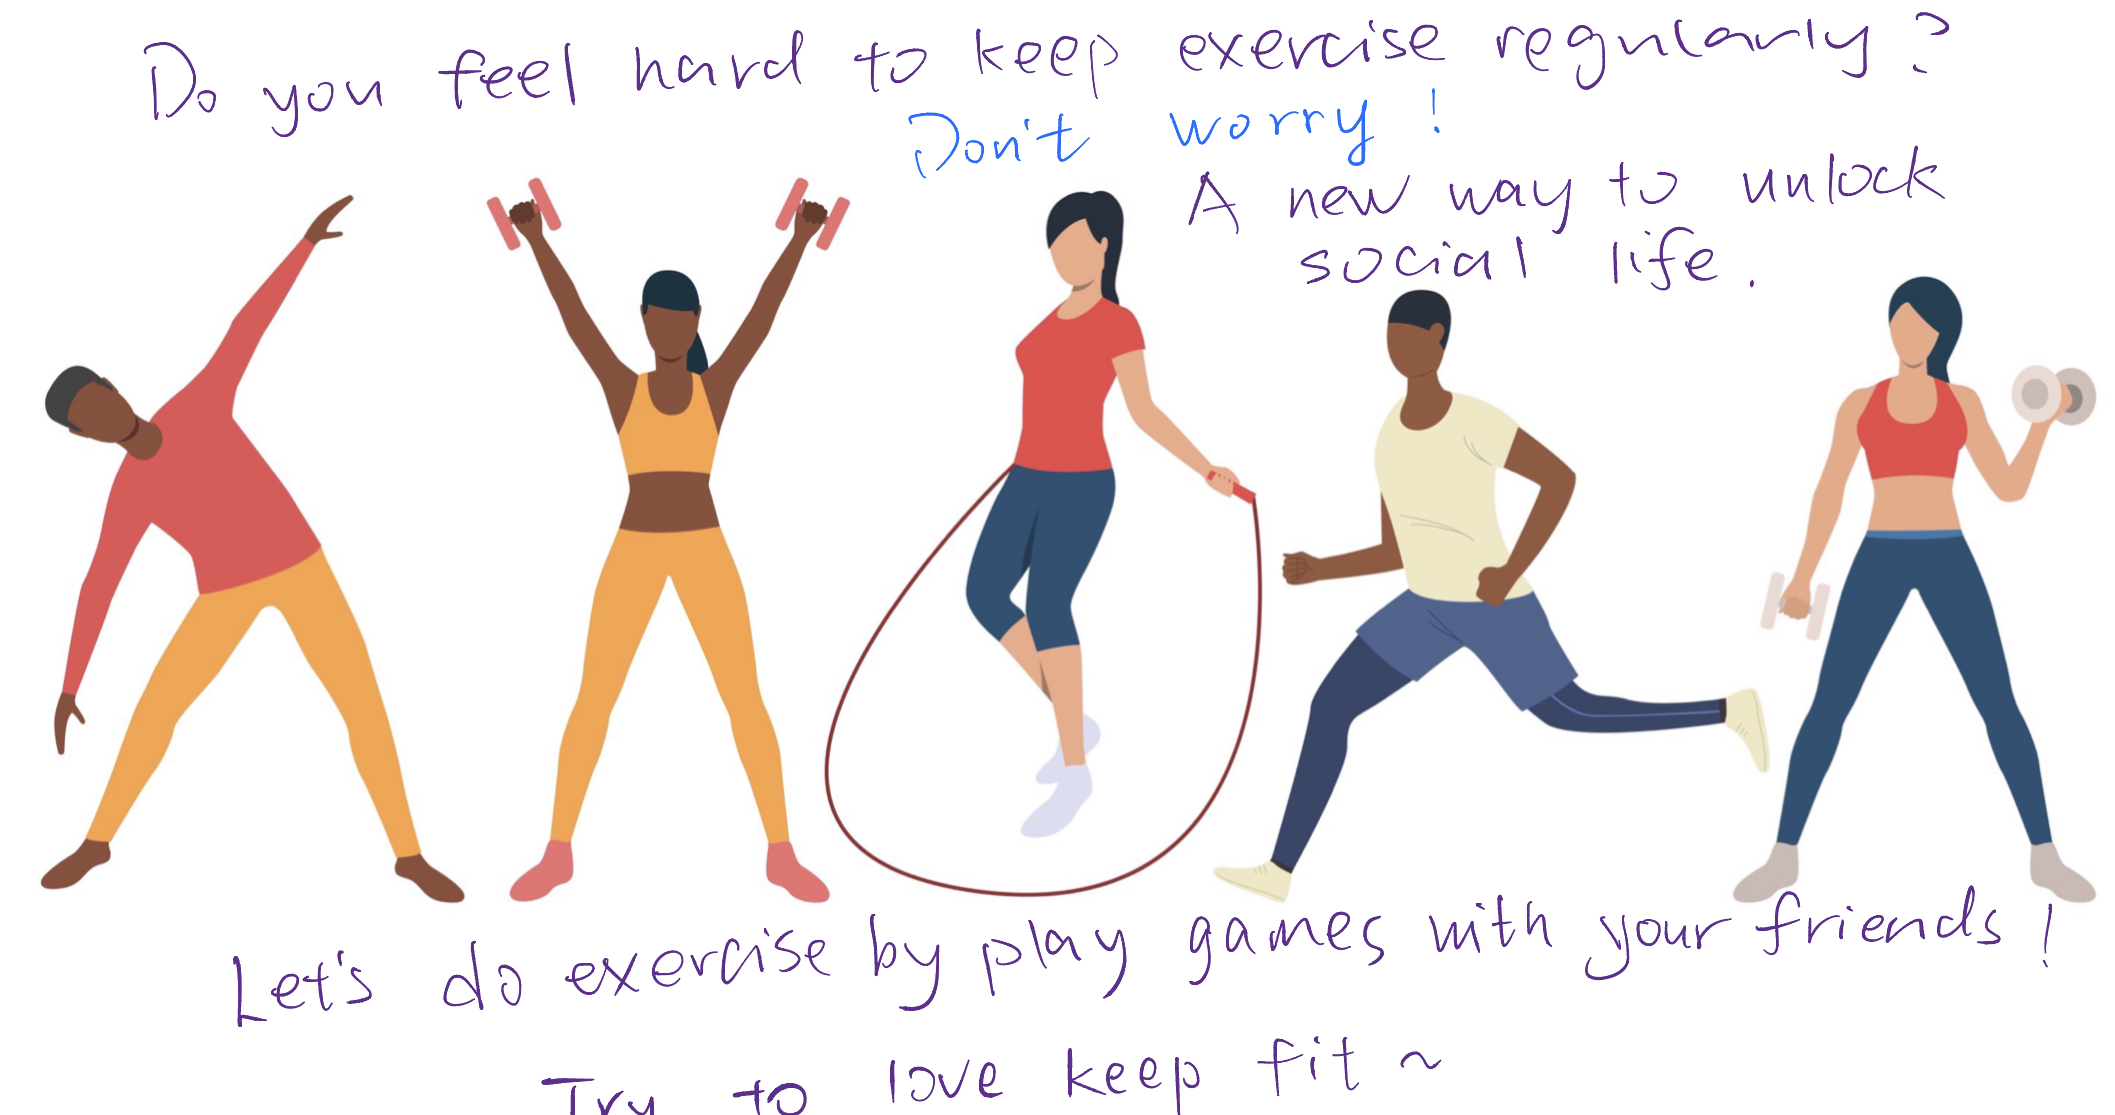 Do you feel hard to keep exercise regularly?
Don't worry!
A new way to unlock
social life.
Let's do exercise by play games with your friends!
Try to love keep fit ~